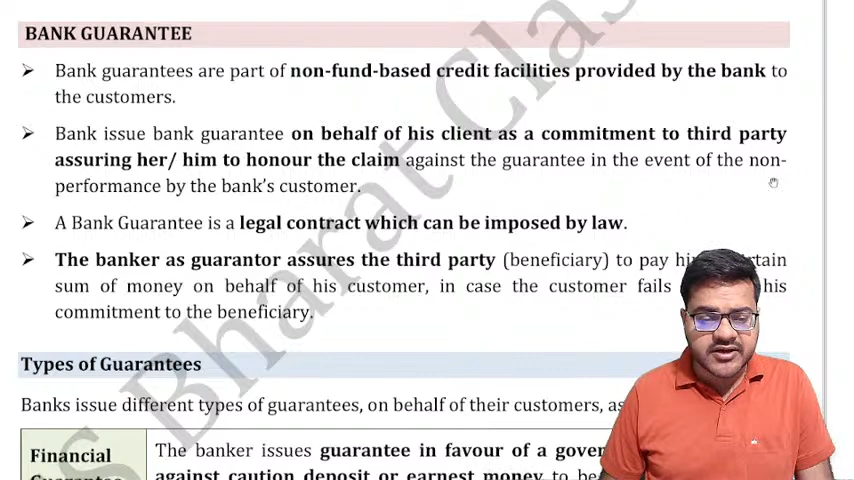 BANK GUARANTEE
➢ Bank guarantees are part of non-fund-based credit facilities provided by the bank to
the customers.
➢ Bank issue bank guarantee on behalf of his client as a commitment to third party
assuring her/ him to honour the claim against the guarantee in the event of the non-
performance by the bank's customer.
➢ A Bank Guarantee is a legal contract which can be imposed by law.
➢ The banker as guarantor assures the third party (beneficiary) to pay
sum of money on behalf of his customer, in case the customer fails his
commitment to the beneficiary.
Types of Guarantees
Banks issue different types of guarantees, on behalf of their customers,
Financial The banker issues guarantee in favour of a
against caution deposit or earnest money to
Bharat